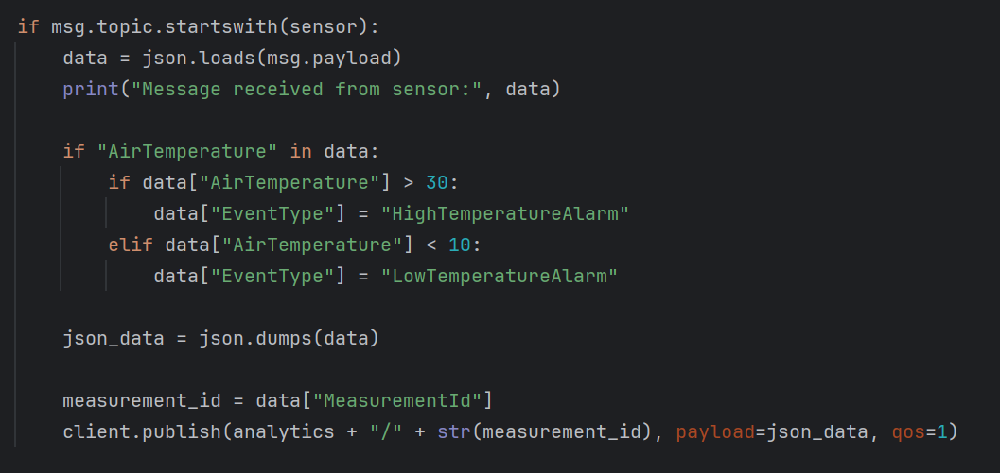 if msg.topic.startswith(sensor):
    data = json.loads(msg.payload)
    print("Message received from sensor:", data)

    if "AirTemperature" in data:
        if data["AirTemperature"] > 30:
            data["EventType"] = "HighTemperatureAlarm"
        elif data["AirTemperature"] < 10:
            data["EventType"] = "LowTemperatureAlarm"

    json_data = json.dumps(data)

    measurement_id = data["MeasurementId"]
    client.publish(analytics + "/" + str(measurement_id), payload=json_data, qos=1)